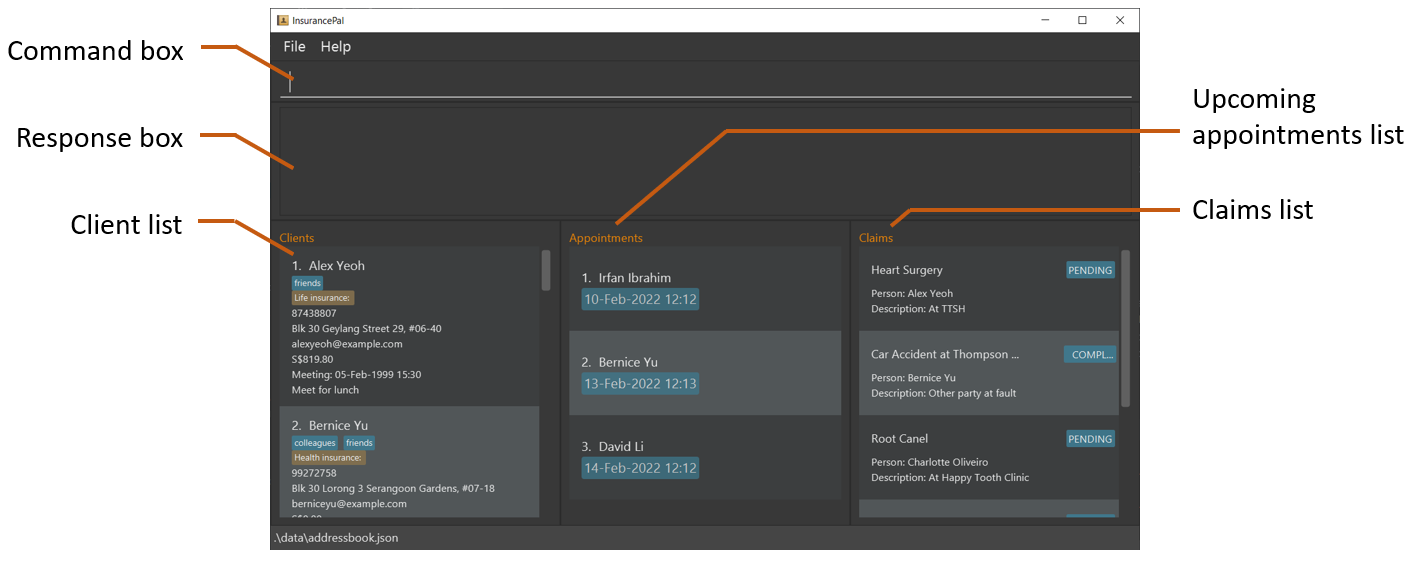 InsurancePal
File Help
Command box
Response box
Client list
Upcoming
appointments list
Claims list
Clients
1. Alex Yeoh
friends
Life insurance:
87438807
Blk 30 Geylang Street 29, #06-40
alexyeoh@example.com
S$819.80
Meeting: 05-Feb-1999 15:30
Meet for lunch
2. Bernice Yu
colleagues friends
Health insurance:
99272758
Blk 30 Lorong 3 Serangoon Gardens, #07-18
berniceyu@example.com
Appointments
1. Irfan Ibrahim
10-Feb-2022 12:12
2. Bernice Yu
13-Feb-2022 12:13
3. David Li
14-Feb-2022 12:12
Claims
Heart Surgery PENDING
Person: Alex Yeoh
Description: At TTSH
Car Accident at Thompson ... COMPL...
Person: Bernice Yu
Description: Other party at fault
Root Canel PENDING
Person: Charlotte Oliveiro
Description: At Happy Tooth Clinic
.\data\addressbook.json